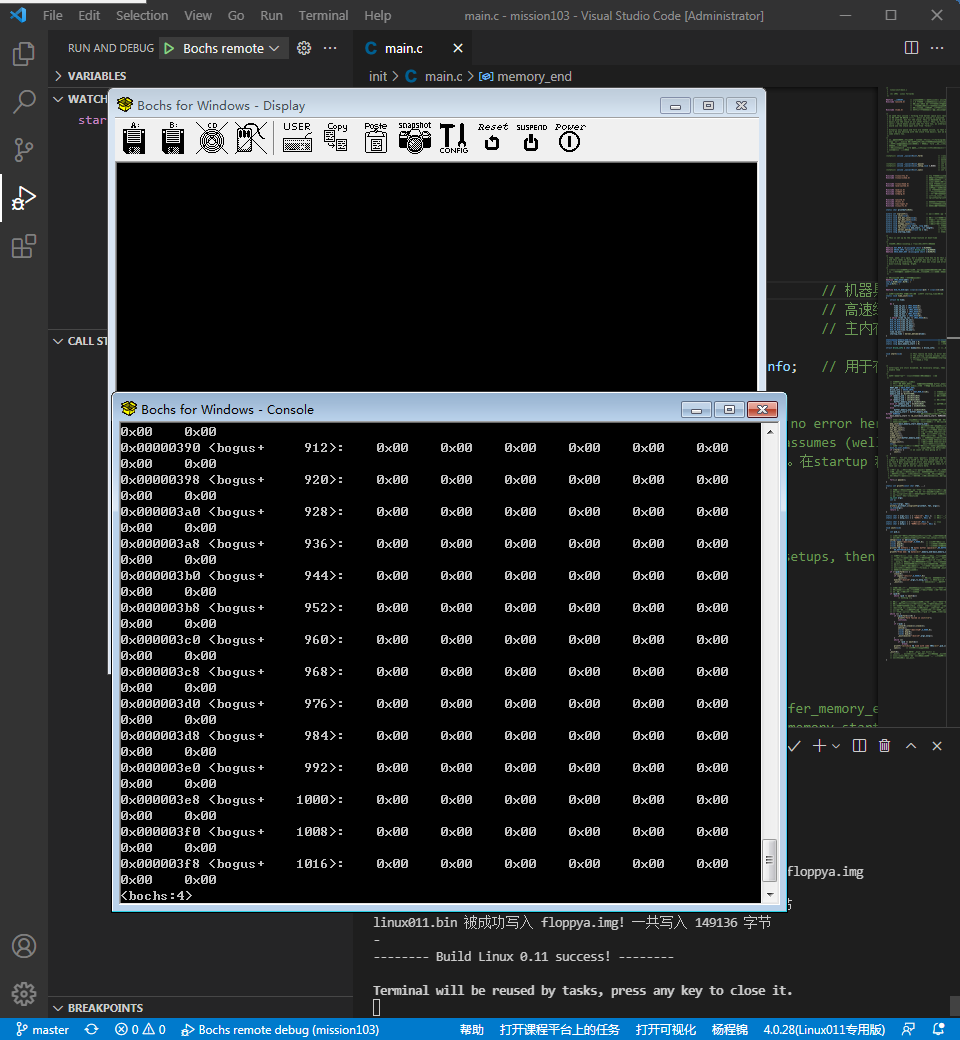 File Edit Selection View Go Run Terminal Help main.c - mission103 - Visual Studio Code [Administrator]
RUN AND DEBUG Bochs remote
main.c
VARIABLES
init > main.c > memory_end
WATCH
star
Bochs for Windows - Display
A: B: CD USER Copy Paste snapshot CONFIG Reset SUSPEND Power
// 机器
// 高速
// 主内
CALL ST
nfo; // 用于
Bochs for Windows - Console
no error her
assumes (wel
。在startup
setups, then
fer_memory_e
0x00 0x00
0x00000390 <bogus+ 912>: 0x00 0x00 0x00 0x00 0x00 0x00
0x00 0x00
0x00000398 <bogus+ 920>: 0x00 0x00 0x00 0x00 0x00 0x00
0x00 0x00
0x000003a0 <bogus+ 928>: 0x00 0x00 0x00 0x00 0x00 0x00
0x00 0x00
0x000003a8 <bogus+ 936>: 0x00 0x00 0x00 0x00 0x00 0x00
0x00 0x00
0x000003b0 <bogus+ 944>: 0x00 0x00 0x00 0x00 0x00 0x00
0x00 0x00
0x000003b8 <bogus+ 952>: 0x00 0x00 0x00 0x00 0x00 0x00
0x00 0x00
0x000003c0 <bogus+ 960>: 0x00 0x00 0x00 0x00 0x00 0x00
0x00 0x00
0x000003c8 <bogus+ 968>: 0x00 0x00 0x00 0x00 0x00 0x00
0x00 0x00
0x000003d0 <bogus+ 976>: 0x00 0x00 0x00 0x00 0x00 0x00
0x00 0x00
0x000003d8 <bogus+ 984>: 0x00 0x00 0x00 0x00 0x00 0x00
0x00 0x00
0x000003e0 <bogus+ 992>: 0x00 0x00 0x00 0x00 0x00 0x00
0x00 0x00
0x000003e8 <bogus+ 1000>: 0x00 0x00 0x00 0x00 0x00 0x00
0x00 0x00
0x000003f0 <bogus+ 1008>: 0x00 0x00 0x00 0x00 0x00 0x00
0x00 0x00
0x000003f8 <bogus+ 1016>: 0x00 0x00 0x00 0x00 0x00 0x00
0x00 0x00
<bochs:4>
floppya.img
linux011.bin 被成功写入 floppya.img! 一共写入 149136 字节
-
-------- Build Linux 0.11 success! --------
Terminal will be reused by tasks, press any key to close it.
BREAKPOINTS
master 0 0 Bochs remote debug (mission103) 帮助 打开课程平台上的任务 打开可视化 杨程锦 4.0.28(Linux011专用版)